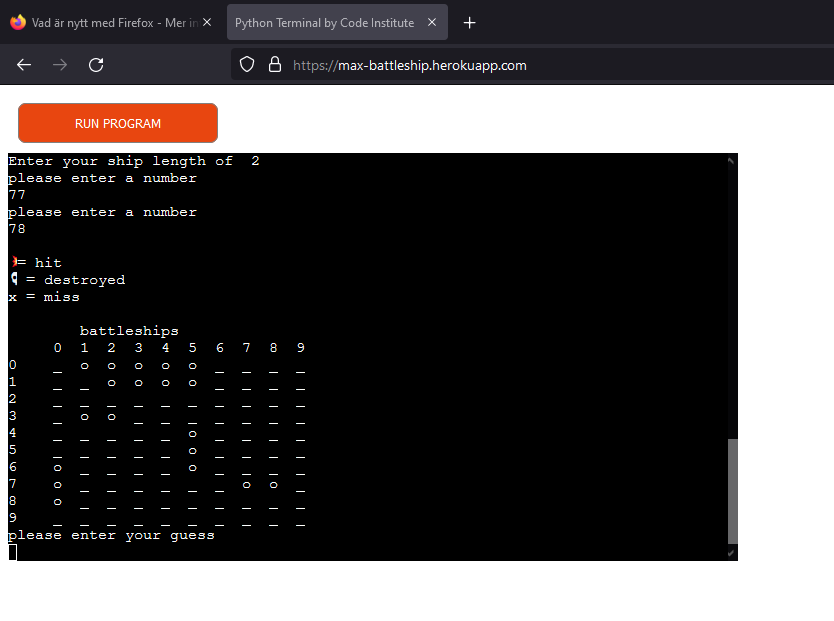 Vad är nytt med Firefox - Mer in
Python Terminal by Code Institute
https://max-battleship.herokuapp.com
RUN PROGRAM
Enter your ship length of  2
please enter a number
77
please enter a number
78
= hit
= destroyed
x = miss
battleships
0 1 2 3 4 5 6 7 8 9
0 _ o o o o o _ _ _ _
1 _ _ o o o o _ _ _ _
2 _ _ _ _ _ _ _ _ _ _
3 _ o o _ _ _ _ _ _ _
4 _ _ _ _ _ o _ _ _ _
5 _ _ _ _ _ o _ _ _ _
6 o _ _ _ _ o _ _ _ _
7 o _ _ _ _ _ _ o o _
8 o _ _ _ _ _ _ _ _ _
9 _ _ _ _ _ _ _ _ _ _
please enter your guess